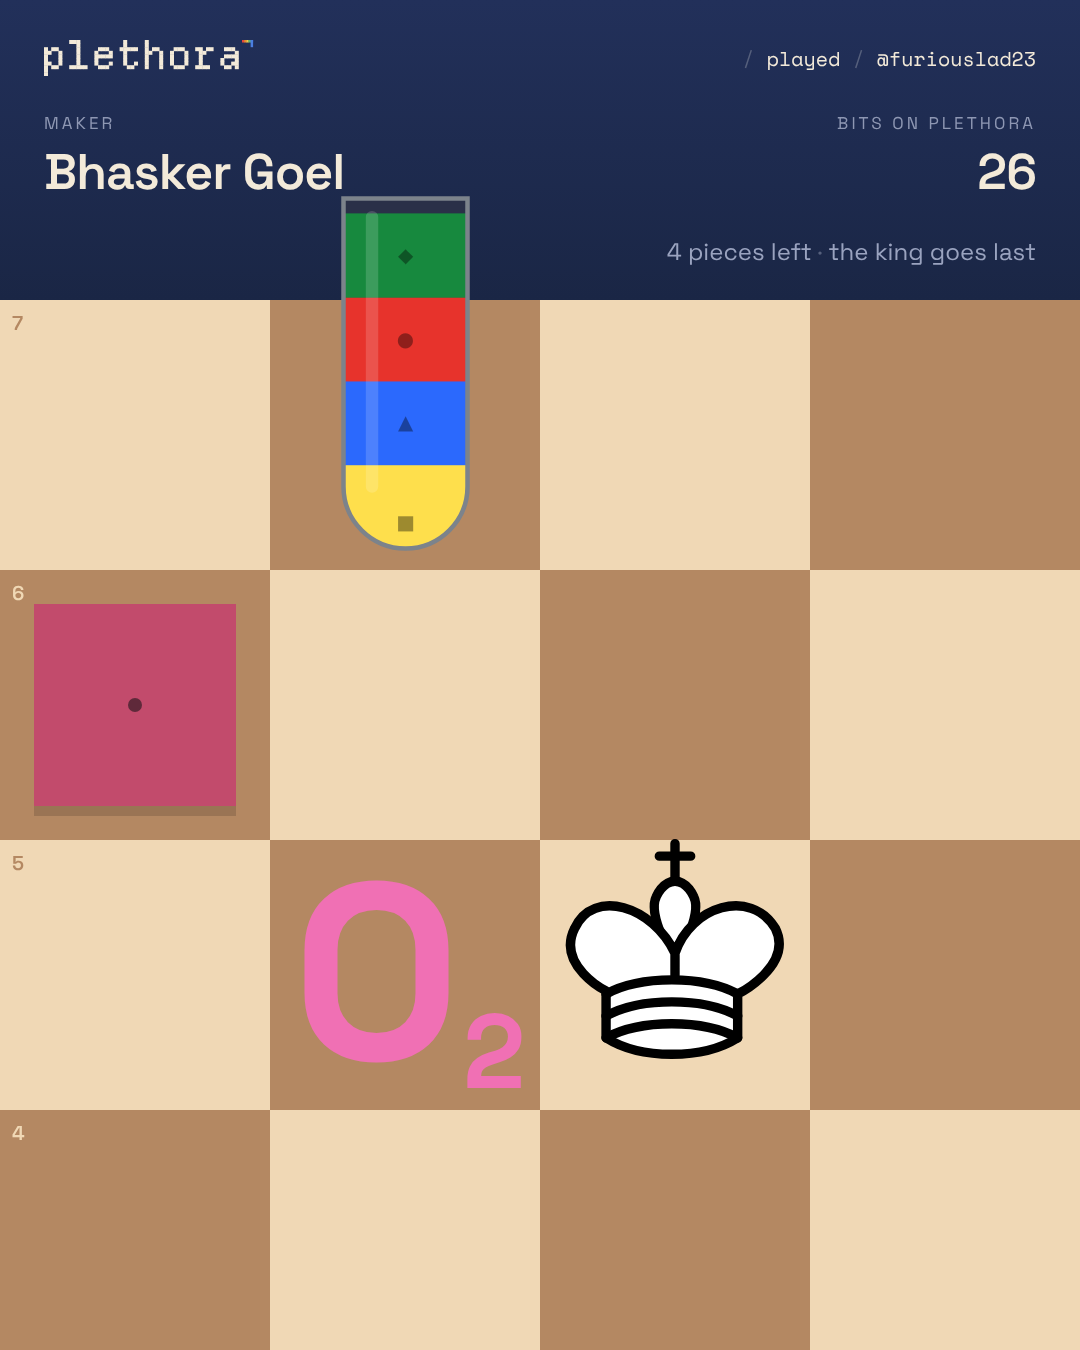 plethora
/ played / @furiouslad23
MAKER
BITS ON PLETHORA
Bhasker Goel
26
4 pieces left · the king goes last
7
6
5
O2
4